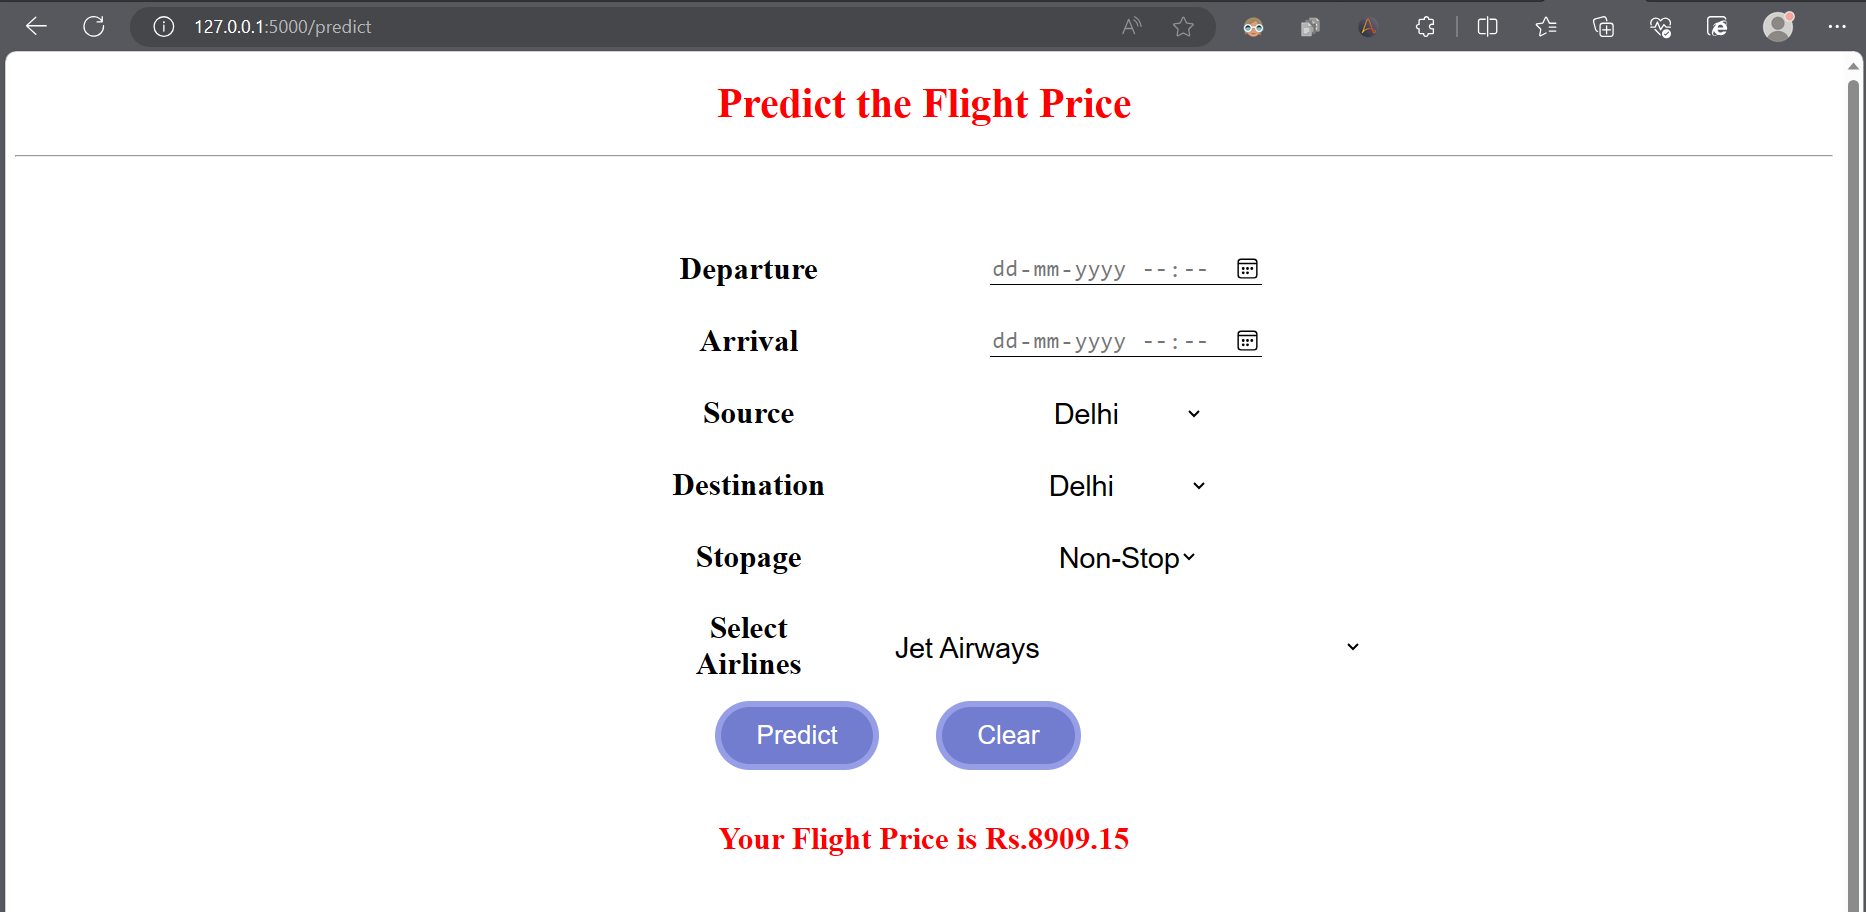 127.0.0.1:5000/predict
Predict the Flight Price
Departure dd-mm-yyyy --:--
Arrival dd-mm-yyyy --:--
Source Delhi
Destination Delhi
Stopage Non-Stop
Select
Airlines
Jet Airways
Predict Clear
Your Flight Price is Rs.8909.15